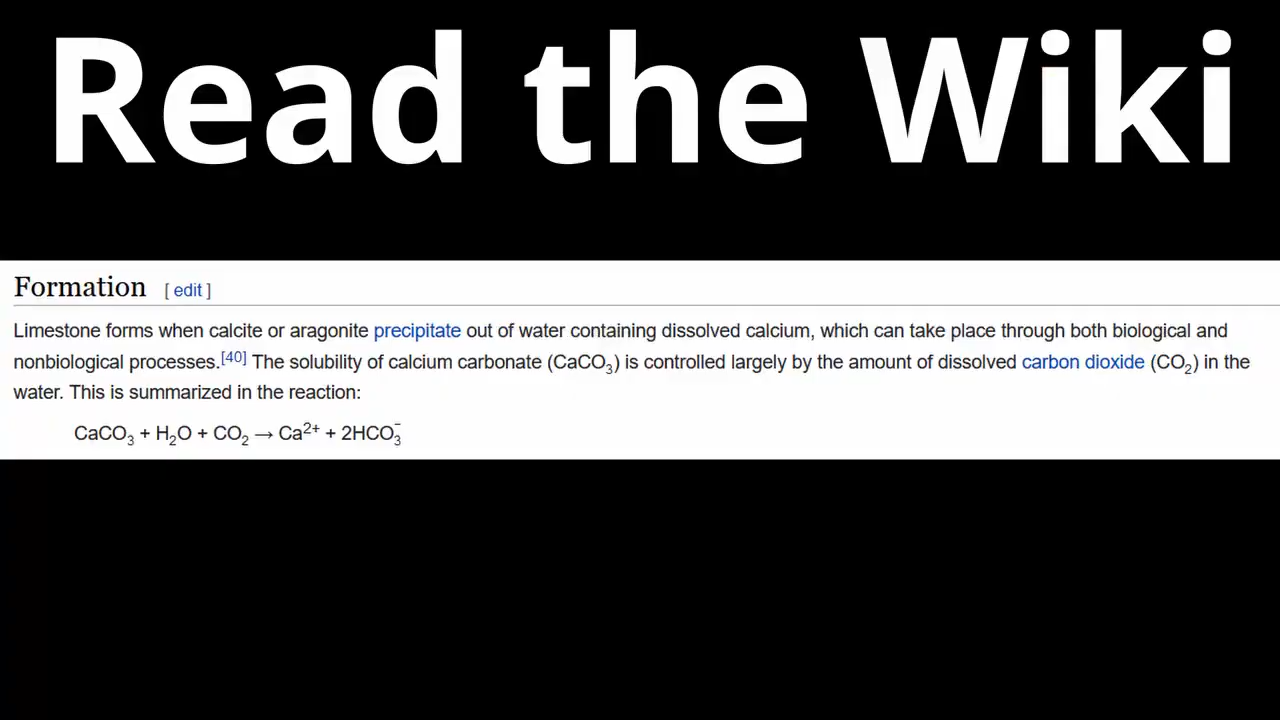 Read the Wiki
Formation [ edit ]
Limestone forms when calcite or aragonite precipitate out of water containing dissolved calcium, which can take place through both biological and
nonbiological processes.[40] The solubility of calcium carbonate (CaCO₃) is controlled largely by the amount of dissolved carbon dioxide (CO₂) in the
water. This is summarized in the reaction:
CaCO₃ + H₂O + CO₂ → Ca²⁺ + 2HCO₃⁻